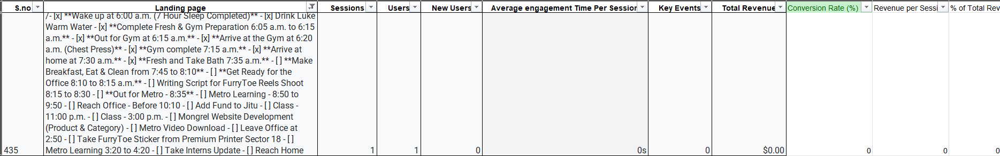 S.no Landing page Sessions Users New Users Average engagement Time Per Session Key Events Total Revenue Conversion Rate (%) Revenue per Sessi % of Total Rev
/- [x] **Wake up at 6:00 a.m. (7 Hour Sleep Completed)** - [x] Drink Luke
Warm Water - [x] **Complete Fresh & Gym Preparation 6:05 a.m. to 6:15
a.m.** - [x] **Out for Gym at 6:15 a.m.** - [x] **Arrive at the Gym at 6:20
a.m. (Chest Press)** - [x] **Gym complete 7:15 a.m.** - [x] **Arrive at
home at 7:30 a.m.** - [x] **Fresh and Take Bath 7:35 a.m.** - [ ] **Make
Breakfast, Eat & Clean from 7:45 to 8:10** - [ ] **Get Ready for the
Office 8:10 to 8:15 a.m.** - [ ] Writing Script for FurryToe Reels Shoot
8:15 to 8:30 - [ ] **Out for Metro - 8:35** - [ ] Metro Learning - 8:50 to
9:50 - [ ] Reach Office - Before 10:10 - [ ] Add Fund to Jitu - [ ] Class -
11:00 p.m. - [ ] Class - 3:00 p.m. - [ ] Mongrel Website Development
(Product & Category) - [ ] Metro Video Download - [ ] Leave Office at
2:50 - [ ] Take FurryToe Sticker from Premium Printer Sector 18 - [ ]
435 Metro Learning 3:20 to 4:20 - [ ] Take Interns Update - [ ] Reach Home 1 1 0 0s 0 $0.00 0 0 0